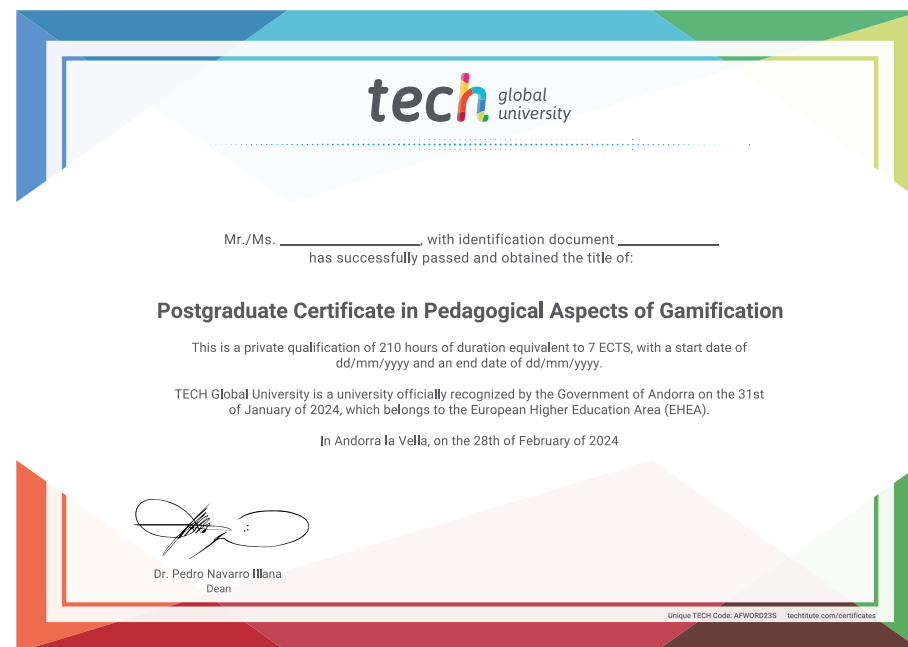 tech global university
Mr./Ms. ____________, with identification document ____________
has successfully passed and obtained the title of:
Postgraduate Certificate in Pedagogical Aspects of Gamification
This is a private qualification of 210 hours of duration equivalent to 7 ECTS, with a start date of
dd/mm/yyyy and an end date of dd/mm/yyyy.
TECH Global University is a university officially recognized by the Government of Andorra on the 31st
of January of 2024, which belongs to the European Higher Education Area (EHEA).
In Andorra la Vella, on the 28th of February of 2024
Dr. Pedro Navarro Illana
Dean
Unique TECH Code: AFWORD23S techtitute.com/certificates